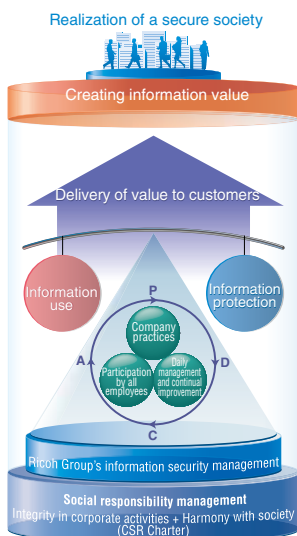 Realization of a secure society
Creating information value
Delivery of value to customers
Information
use
Information
protection
P
Company
practices
A
D
Participation
by all
employees
Daily
management
and continual
improvement
C
Ricoh Group's information security management
Social responsibility management
Integrity in corporate activities + Harmony with society
(CSR Charter)